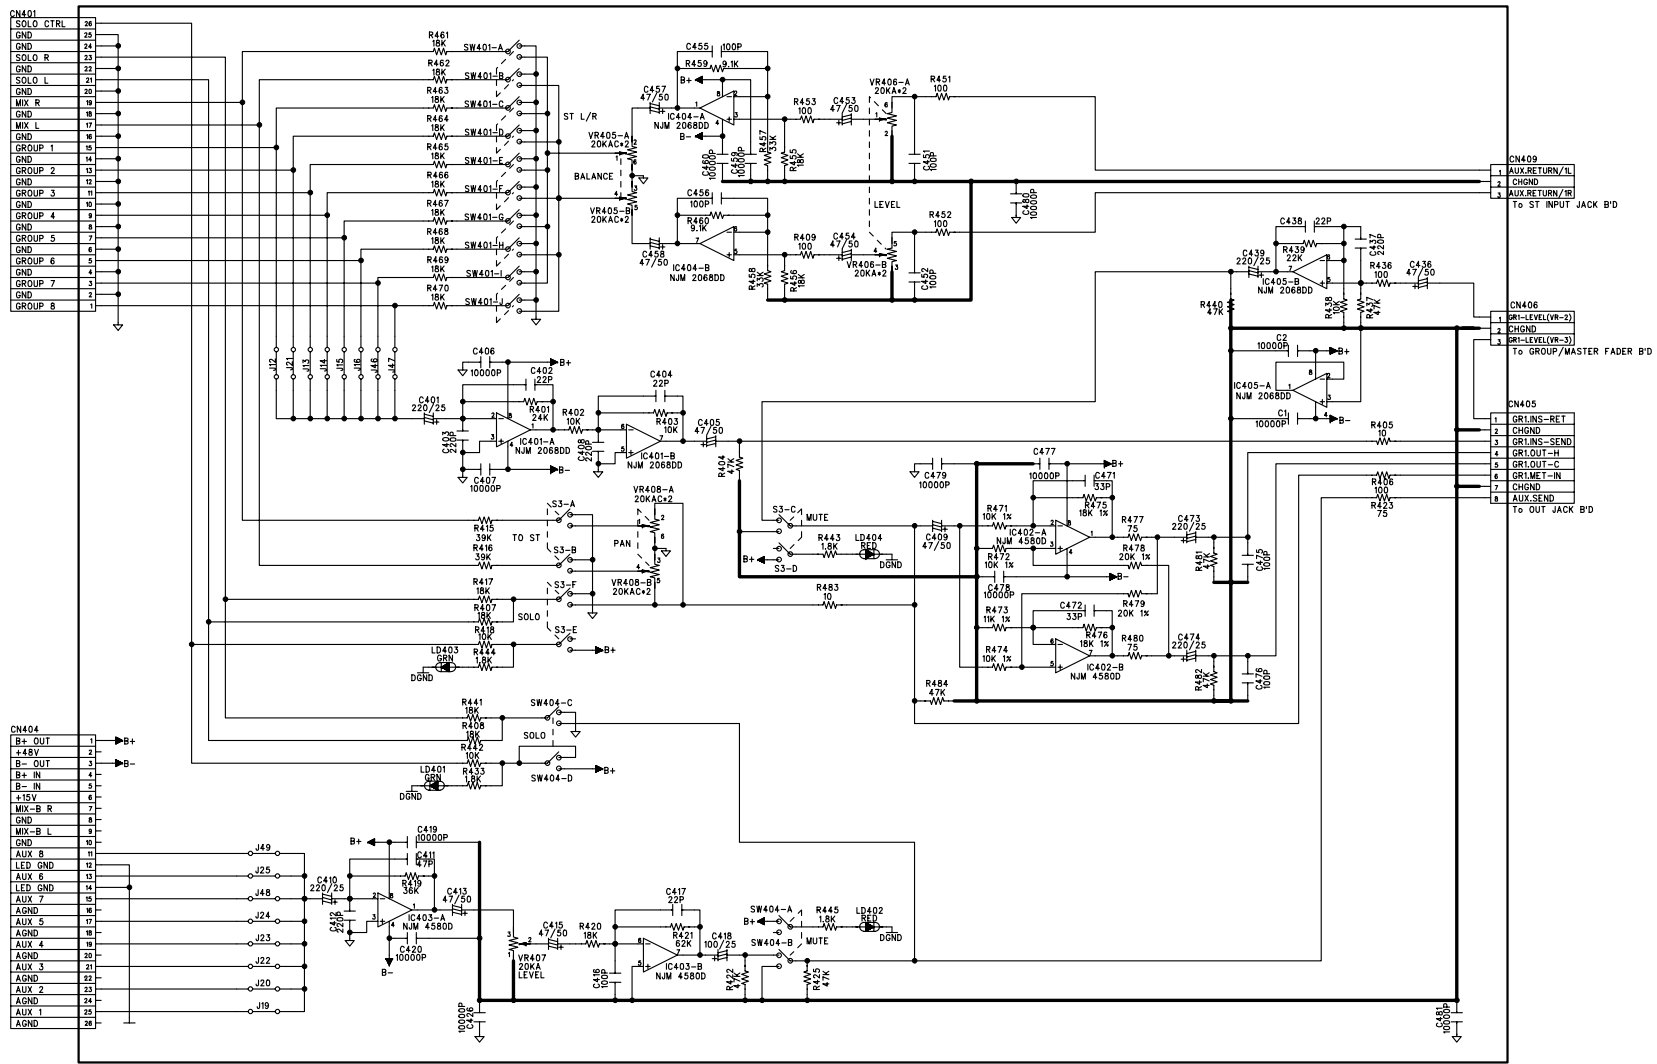 CN401
SOLO CTRL 26
GND 25
GND 24
SOLO R 23
GND 22
SOLO L 21
GND 20
MIX R 19
GND 18
MIX L 17
GND 16
GROUP 1 15
GND 14
GROUP 2 13
GND 12
GROUP 3 11
GND 10
GROUP 4 9
GND 8
GROUP 5 7
GND 6
GROUP 6 5
GND 4
GROUP 7 3
GND 2
GROUP 8 1
R461
18K
SW401-A
R462
18K
SW401-B
R463
18K
SW401-C
R464
18K
SW401-D
R465
18K
SW401-E
R466
18K
SW401-F
R467
18K
SW401-G
R468
18K
SW401-H
R469
18K
SW401-I
R470
18K
SW401-J
ST L/R
VR405-A
20KAC*2
BALANCE
VR405-B
20KAC*2
C457
47/50
C458
47/50
C455 100P
R459 9.1K
B+
IC404-A
NJM 2068DD
B-
C460
10000P
C459
10000P
R457
33K
R455
18K
C456
100P
R460
9.1K
IC404-B
NJM 2068DD
R458
33K
R456
18K
R453
100
C453
47/50
R409
100
C454
47/50
VR406-A
20KA*2
LEVEL
VR406-B
20KA*2
R451
100
C451
100P
R452
100
C452
100P
C480
10000P
CN409
1 AUX.RETURN/1L
2 CHGND
3 AUX.RETURN/1R
To ST INPUT JACK B'D
C438 22P
R439
22K
C437
220P
C439
220/25
IC405-B
NJM 2068DD
R436
100
C436
47/50
R438
10K
R437
47K
R440
47K
CN406
1 GR1-LEVEL(VR-2)
2 CHGND
3 GR1-LEVEL(VR-3)
To GROUP/MASTER FADER B'D
C2
10000P
B+
IC405-A
NJM 2068DD
C1
10000P
B-
CN405
1 GR1.INS-RET
2 CHGND
3 GR1.INS-SEND
4 GR1.OUT-H
5 GR1.OUT-C
6 GR1.MET-IN
7 CHGND
8 AUX.SEND
To OUT JACK B'D
R405
10
R406
100
R423
75
J12
J21
J13
J14
J15
J16
J46
J47
C401
220/25
C406
10000P
B+
C402
22P
R401
24K
C403
220P
IC401-A
NJM 2068DD
C407
10000P
B-
R402
10K
C404
22P
R403
10K
C408
220P
IC401-B
NJM 2068DD
C405
47/50
R404
47K
R415
39K
R416
39K
S3-A
TO ST
S3-B
VR408-A
20KAC*2
PAN
VR408-B
20KAC*2
R417
18K
R407
18K
R418
10K
R444
1.8K
S3-F
SOLO
S3-E
B+
LD403
GRN
DGND
S3-C
MUTE
B+
S3-D
R443
1.8K
LD404
RED
DGND
R483
10
C479
10000P
C409
47/50
C477
10000P
B+
C471
33P
R475
18K 1%
R471
10K 1%
IC402-A
NJM 4580D
R472
10K 1%
C478
10000P
B-
R477
75
R478
20K 1%
C473
220/25
R481
47K
C475
100P
R473
11K 1%
C472
33P
R476
18K 1%
R474
10K 1%
IC402-B
NJM 4580D
R479
20K 1%
R480
75
C474
220/25
R482
47K
C476
100P
R484
47K
R441
18K
R408
18K
R442
10K
R433
1.8K
SW404-C
SOLO
SW404-D
B+
LD401
GRN
DGND
CN404
B+ OUT 1 B+
+48V 2
B- OUT 3 B-
B+ IN 4
B- IN 5
+15V 6
MIX-B R 7
GND 8
MIX-B L 9
GND 10
AUX 8 11
LED GND 12
AUX 6 13
LED GND 14
AUX 7 15
AGND 16
AUX 5 17
AGND 18
AUX 4 19
AGND 20
AUX 3 21
AGND 22
AUX 2 23
AGND 24
AUX 1 25
AGND 26
J49
J25
J48
J24
J23
J22
J20
J19
C410
220/25
C412
220P
B+
C419
10000P
C411
47P
R419
36K
IC403-A
NJM 4580D
C420
10000P
B-
C413
47/50
VR407
20KA
LEVEL
C415
47/50
R420
18K
C416
100P
C417
22P
R421
62K
IC403-B
NJM 4580D
C418
100/25
R422
47K
SW404-A
B+
SW404-B
MUTE
R445
1.8K
LD402
RED
DGND
R425
47K
C426
10000P
C481
10000P